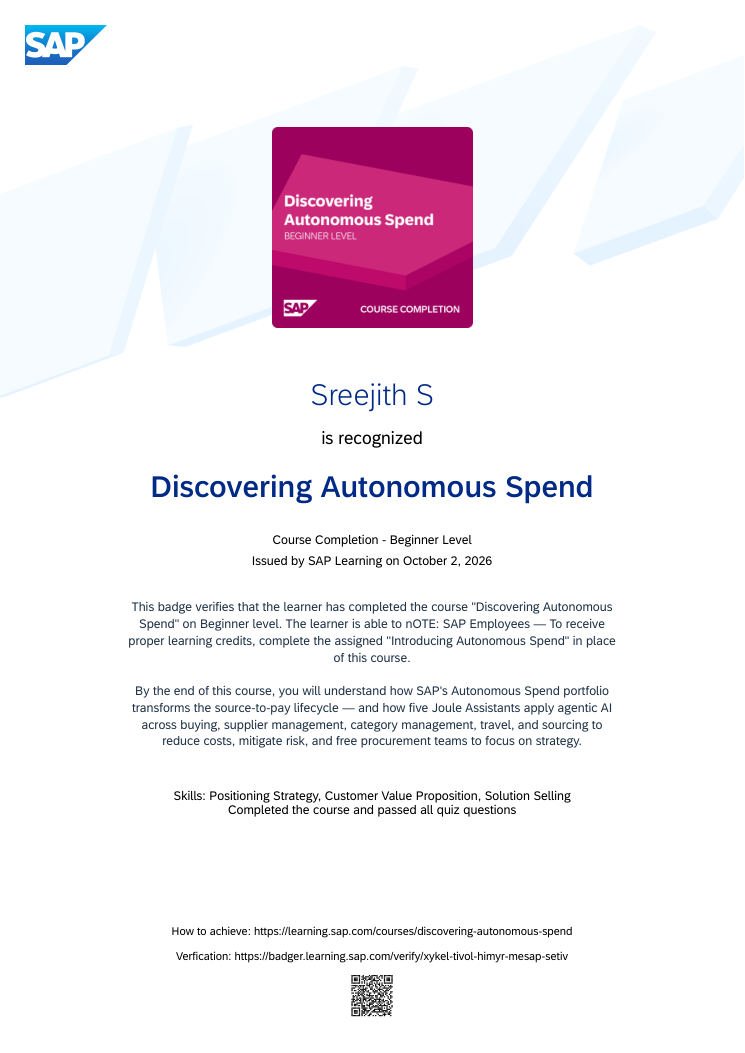 SAP
Discovering
Autonomous Spend
BEGINNER LEVEL
SAP
COURSE COMPLETION
Sreejith S
is recognized
Discovering Autonomous Spend
Course Completion - Beginner Level
Issued by SAP Learning on October 2, 2026
This badge verifies that the learner has completed the course "Discovering Autonomous
Spend" on Beginner level. The learner is able to nOTE: SAP Employees — To receive
proper learning credits, complete the assigned "Introducing Autonomous Spend" in place
of this course.
By the end of this course, you will understand how SAP's Autonomous Spend portfolio
transforms the source-to-pay lifecycle — and how five Joule Assistants apply agentic AI
across buying, supplier management, category management, travel, and sourcing to
reduce costs, mitigate risk, and free procurement teams to focus on strategy.
Skills: Positioning Strategy, Customer Value Proposition, Solution Selling
Completed the course and passed all quiz questions
How to achieve: https://learning.sap.com/courses/discovering-autonomous-spend
Verfication: https://badger.learning.sap.com/verify/xykel-tivol-himyr-mesap-setiv